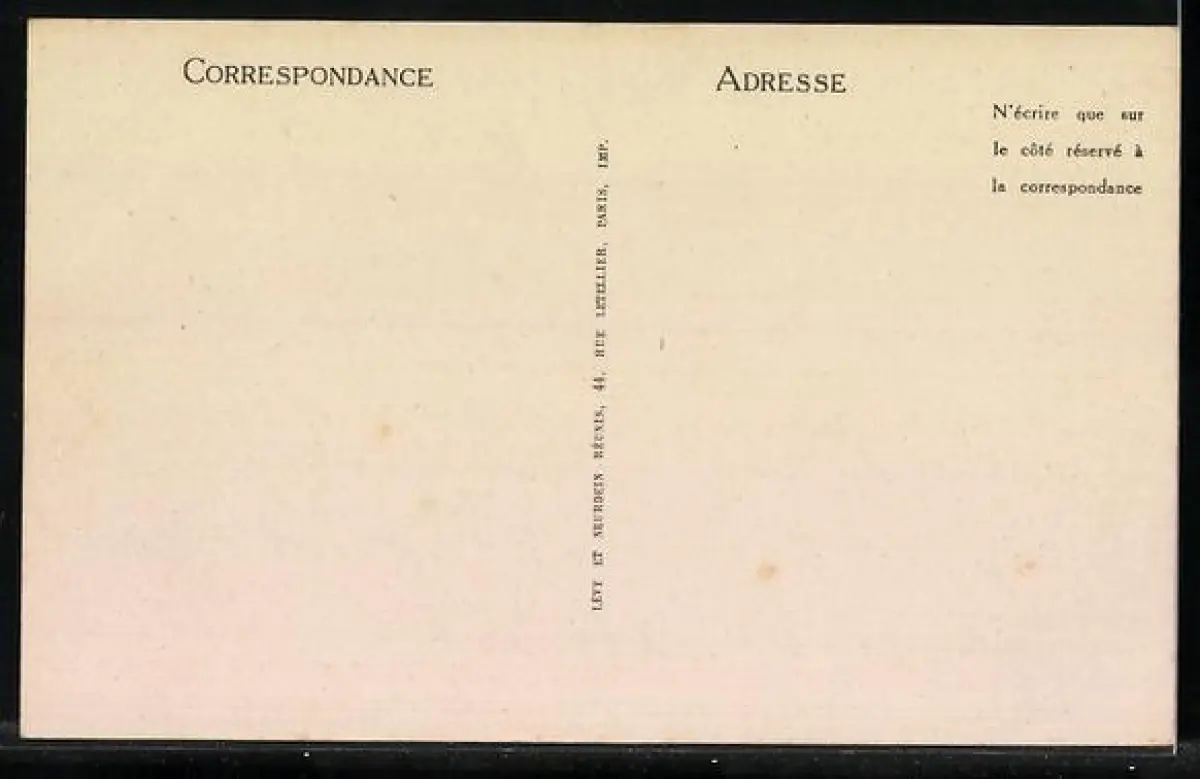 CORRESPONDANCE
ADRESSE
N'écrire que sur
le côté réservé à
la correspondance
LÉVY ET NEURDEIN RÉUNIS, 44, RUE LETELLIER, PARIS, IMP.